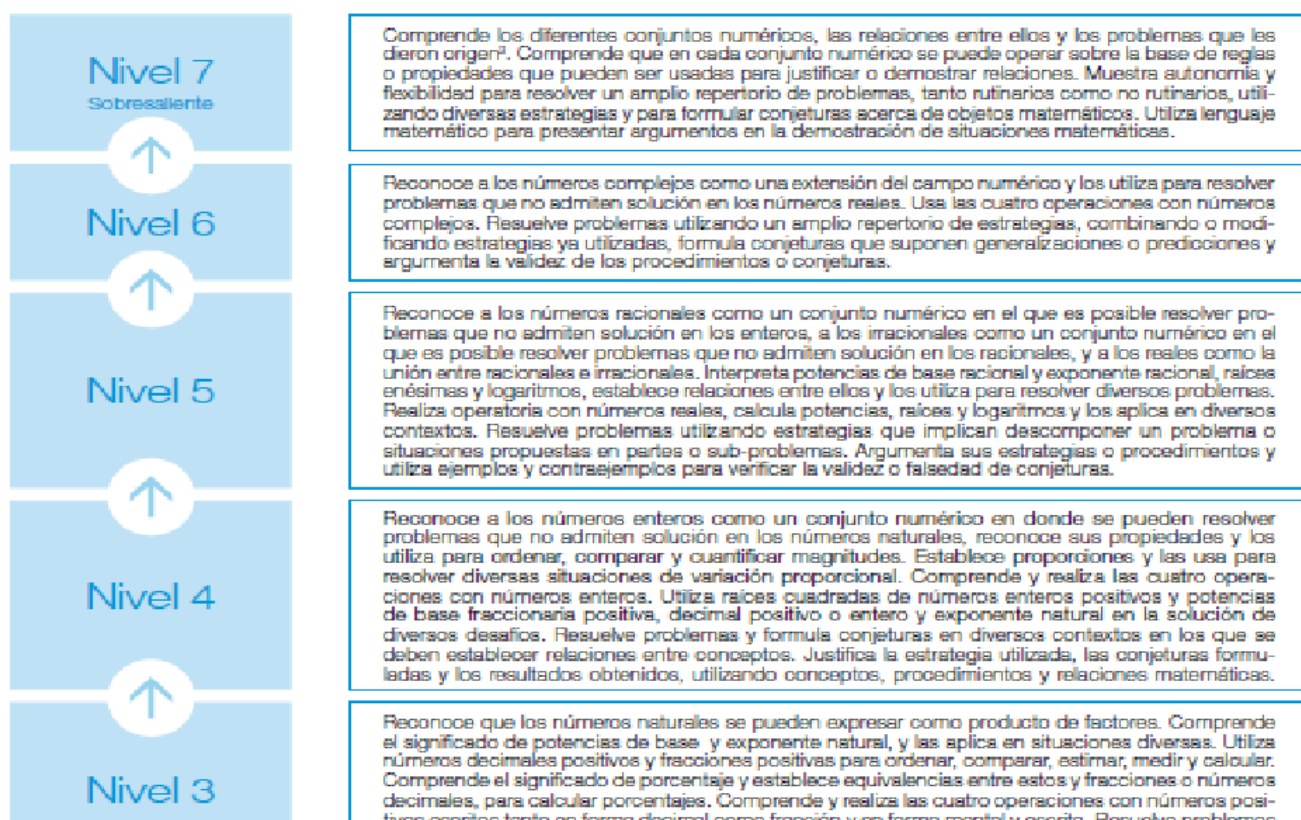 Nivel 7
Sobresaliente
Comprende los diferentes conjuntos numéricos, las relaciones entre ellos y los problemas que les
dieron origen³. Comprende que en cada conjunto numérico se puede operar sobre la base de reglas
o propiedades que pueden ser usadas para justificar o demostrar relaciones. Muestra autonomía y
flexibilidad para resolver un amplio repertorio de problemas, tanto rutinarios como no rutinarios, utili-
zando diversas estrategias y para formular conjeturas acerca de objetos matemáticos. Utiliza lenguaje
matemático para presentar argumentos en la demostración de situaciones matemáticas.
Nivel 6
Reconoce a los números complejos como una extensión del campo numérico y los utiliza para resolver
problemas que no admiten solución en los números reales. Usa las cuatro operaciones con números
complejos. Resuelve problemas utilizando un amplio repertorio de estrategias, combinando o modi-
ficando estrategias ya utilizadas, formula conjeturas que suponen generalizaciones o predicciones y
argumenta la validez de los procedimientos o conjeturas.
Nivel 5
Reconoce a los números racionales como un conjunto numérico en el que es posible resolver pro-
blemas que no admiten solución en los enteros, a los irracionales como un conjunto numérico en el
que es posible resolver problemas que no admiten solución en los racionales, y a los reales como la
unión entre racionales e irracionales. Interpreta potencias de base racional y exponente racional, raíces
enésimas y logaritmos, establece relaciones entre ellos y los utiliza para resolver diversos problemas.
Realiza operatoria con números reales, calcula potencias, raíces y logaritmos y los aplica en diversos
contextos. Resuelve problemas utilizando estrategias que implican descomponer un problema o
situaciones propuestas en partes o sub-problemas. Argumenta sus estrategias o procedimientos y
utiliza ejemplos y contraejemplos para verificar la validez o falsedad de conjeturas.
Nivel 4
Reconoce a los números enteros como un conjunto numérico en donde se pueden resolver
problemas que no admiten solución en los números naturales, reconoce sus propiedades y los
utiliza para ordenar, comparar y cuantificar magnitudes. Establece proporciones y las usa para
resolver diversas situaciones de variación proporcional. Comprende y realiza las cuatro opera-
ciones con números enteros. Utiliza raíces cuadradas de números enteros positivos y potencias
de base fraccionaria positiva, decimal positivo o entero y exponente natural en la solución de
diversos desafíos. Resuelve problemas y formula conjeturas en diversos contextos en los que se
deben establecer relaciones entre conceptos. Justifica la estrategia utilizada, las conjeturas formu-
ladas y los resultados obtenidos, utilizando conceptos, procedimientos y relaciones matemáticas.
Nivel 3
Reconoce que los números naturales se pueden expresar como producto de factores. Comprende
el significado de potencias de base y exponente natural, y las aplica en situaciones diversas. Utiliza
números decimales positivos y fracciones positivas para ordenar, comparar, estimar, medir y calcular.
Comprende el significado de porcentaje y establece equivalencias entre estos y fracciones o números
decimales, para calcular porcentajes. Comprende y realiza las cuatro operaciones con números posi-
tivos escritos tanto en forma decimal como fracción y en forma mental y escrita. Resuelve problemas